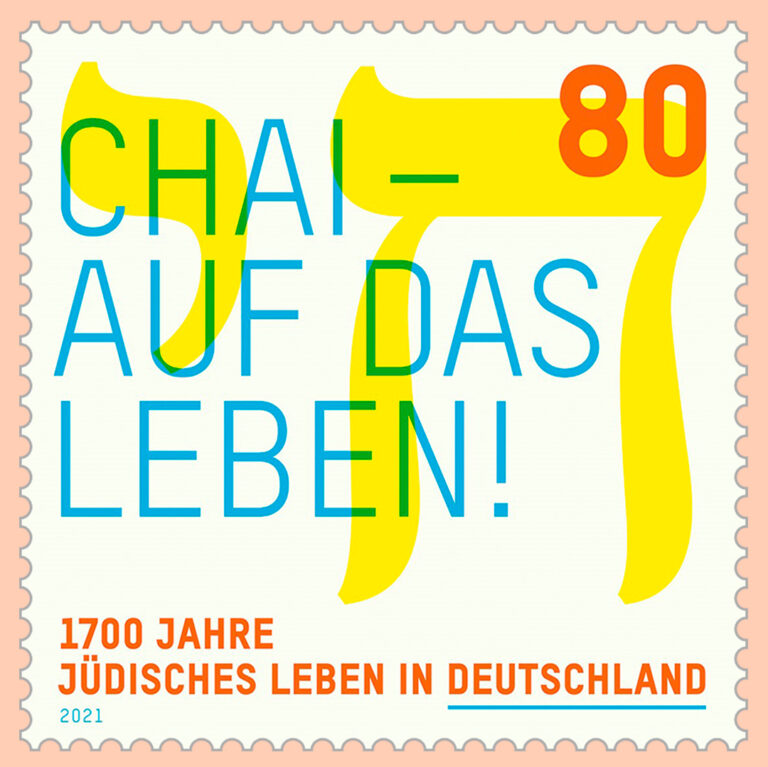 חי
80
CHAI –
AUF DAS
LEBEN!
1700 JAHRE
JÜDISCHES LEBEN IN DEUTSCHLAND
2021